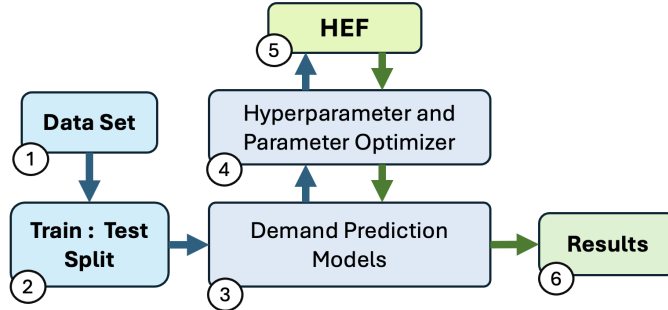 HEF
5
Data Set
1
Hyperparameter and
Parameter Optimizer
4
Train : Test
Split
2
Demand Prediction
Models
3
Results
6